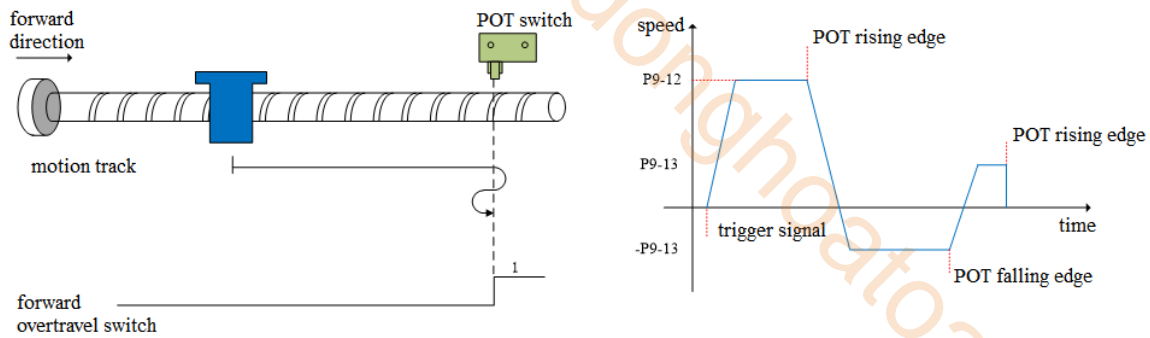 forward
direction
POT switch
motion track
1
forward
overtravel switch
speed
POT rising edge
P9-12
POT rising edge
P9-13
trigger signal
time
-P9-13
POT falling edge
donghoatoa